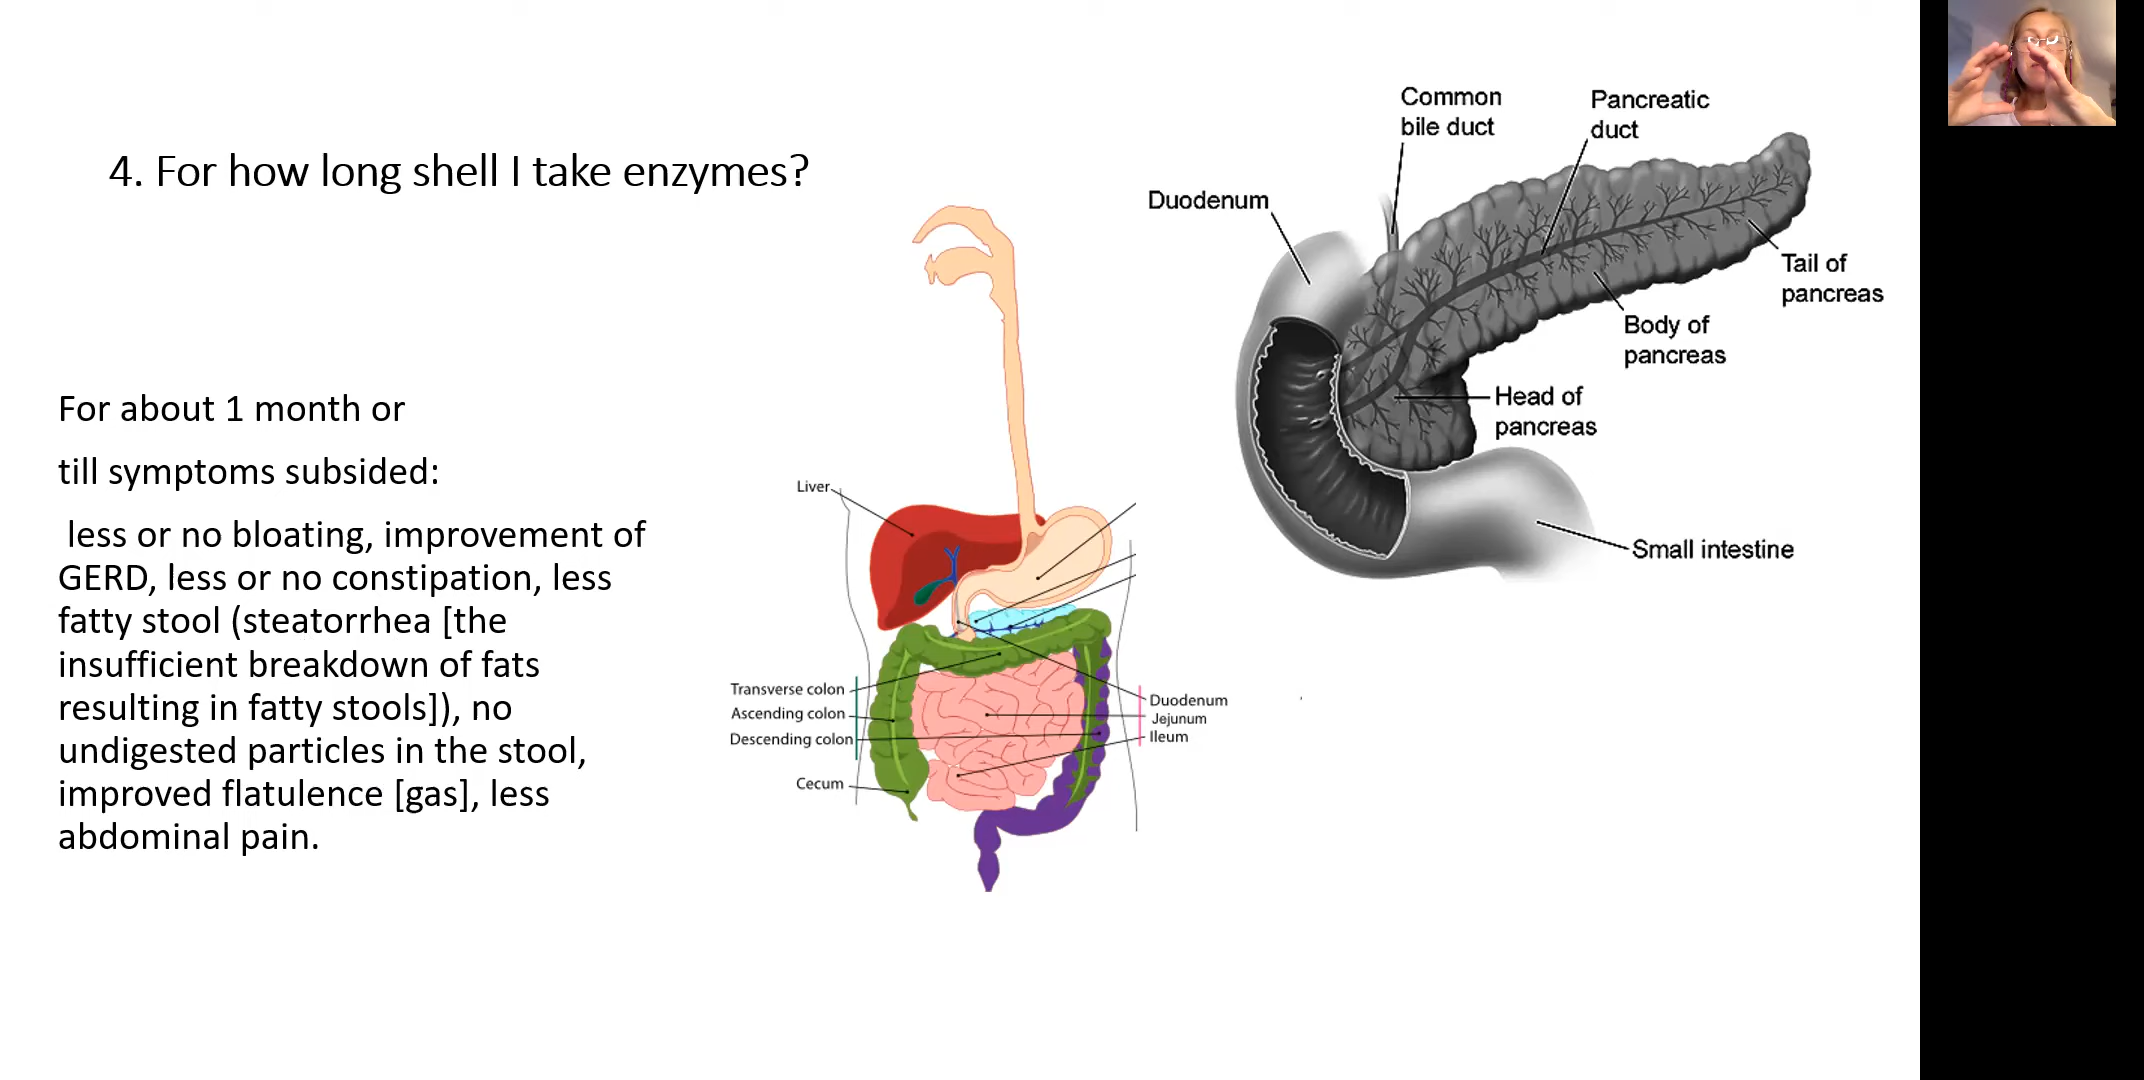 4. For how long shell I take enzymes?
For about 1 month or
till symptoms subsided:
less or no bloating, improvement of
GERD, less or no constipation, less
fatty stool (steatorrhea [the
insufficient breakdown of fats
resulting in fatty stools]), no
undigested particles in the stool,
improved flatulence [gas], less
abdominal pain.
Liver
Transverse colon
Ascending colon
Descending colon
Cecum
Duodenum
Jejunum
Ileum
Common
bile duct
Pancreatic
duct
Duodenum
Tail of
pancreas
Body of
pancreas
Head of
pancreas
Small intestine